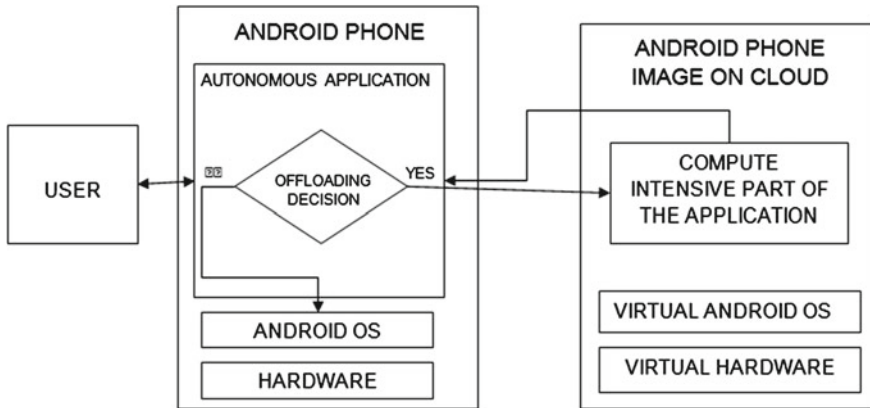 ANDROID PHONE
AUTONOMOUS APPLICATION
USER
OFFLOADING
DECISION
YES
ANDROID OS
HARDWARE
ANDROID PHONE
IMAGE ON CLOUD
COMPUTE
INTENSIVE PART OF
THE APPLICATION
VIRTUAL ANDROID OS
VIRTUAL HARDWARE